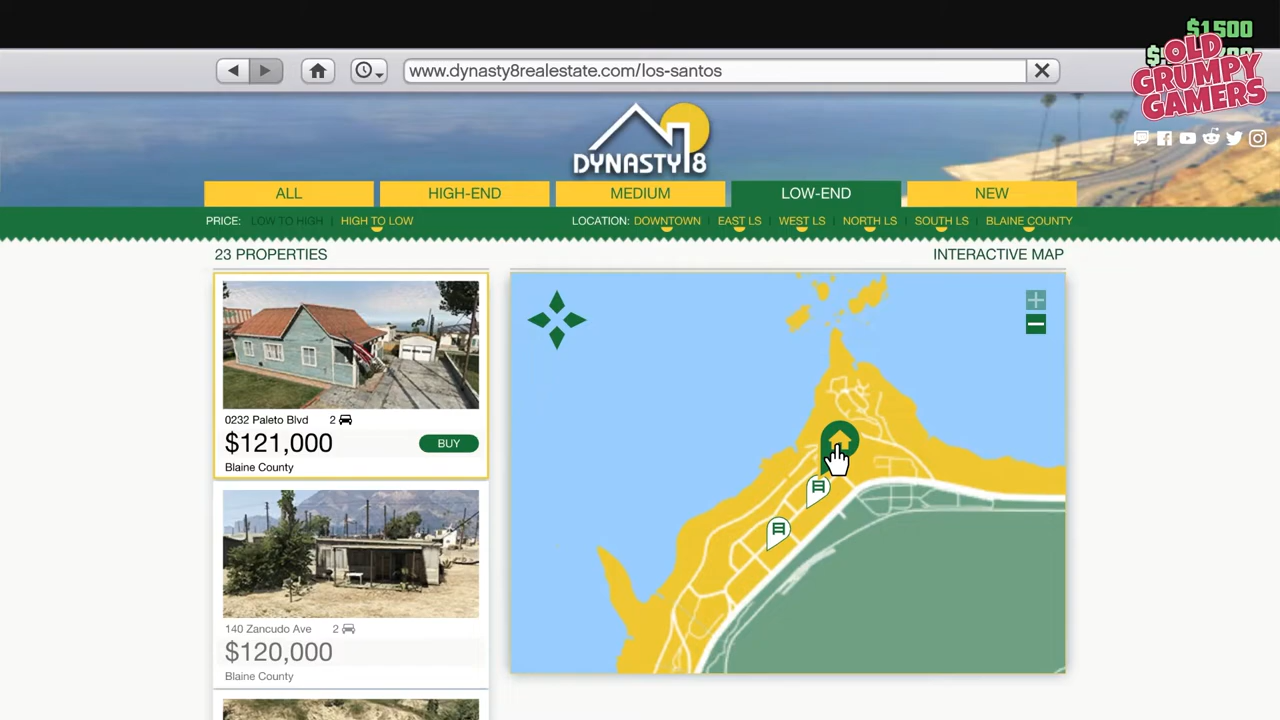 $1500
OLD
GRUMPY
GAMERS
www.dynasty8realestate.com/los-santos
DYNASTY8
ALL
HIGH-END
MEDIUM
LOW-END
NEW
PRICE: LOW TO HIGH | HIGH TO LOW
LOCATION: DOWNTOWN | EAST LS | WEST LS | NORTH LS | SOUTH LS | BLAINE COUNTY
23 PROPERTIES
INTERACTIVE MAP
0232 Paleto Blvd 2
$121,000
BUY
Blaine County
140 Zancudo Ave 2
$120,000
Blaine County